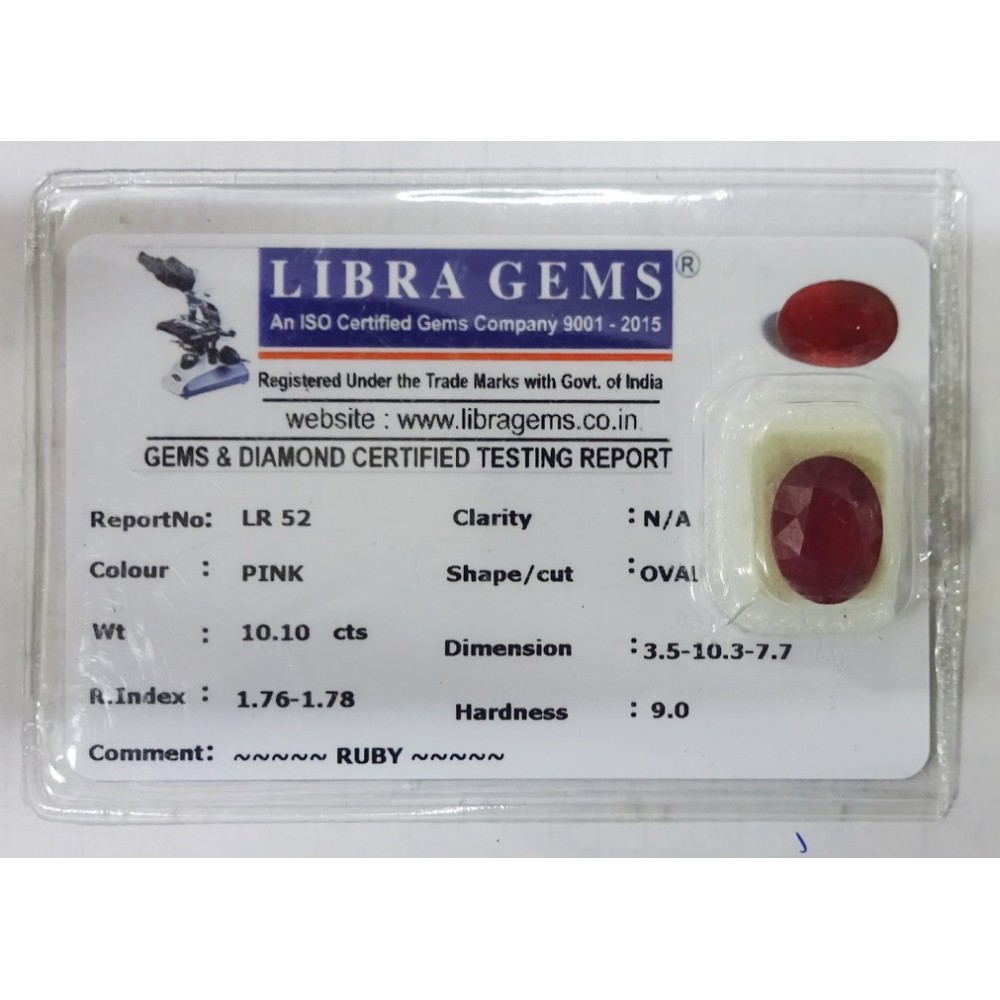 LIBRA GEMS ®
An ISO Certified Gems Company 9001 - 2015
Registered Under the Trade Marks with Govt. of India
website : www.libragems.co.in
GEMS & DIAMOND CERTIFIED TESTING REPORT
ReportNo: LR 52 Clarity : N/A
Colour : PINK Shape/cut : OVAL
Wt : 10.10 cts Dimension : 3.5-10.3-7.7
R.Index : 1.76-1.78 Hardness : 9.0
Comment: ~~~~~ RUBY ~~~~~